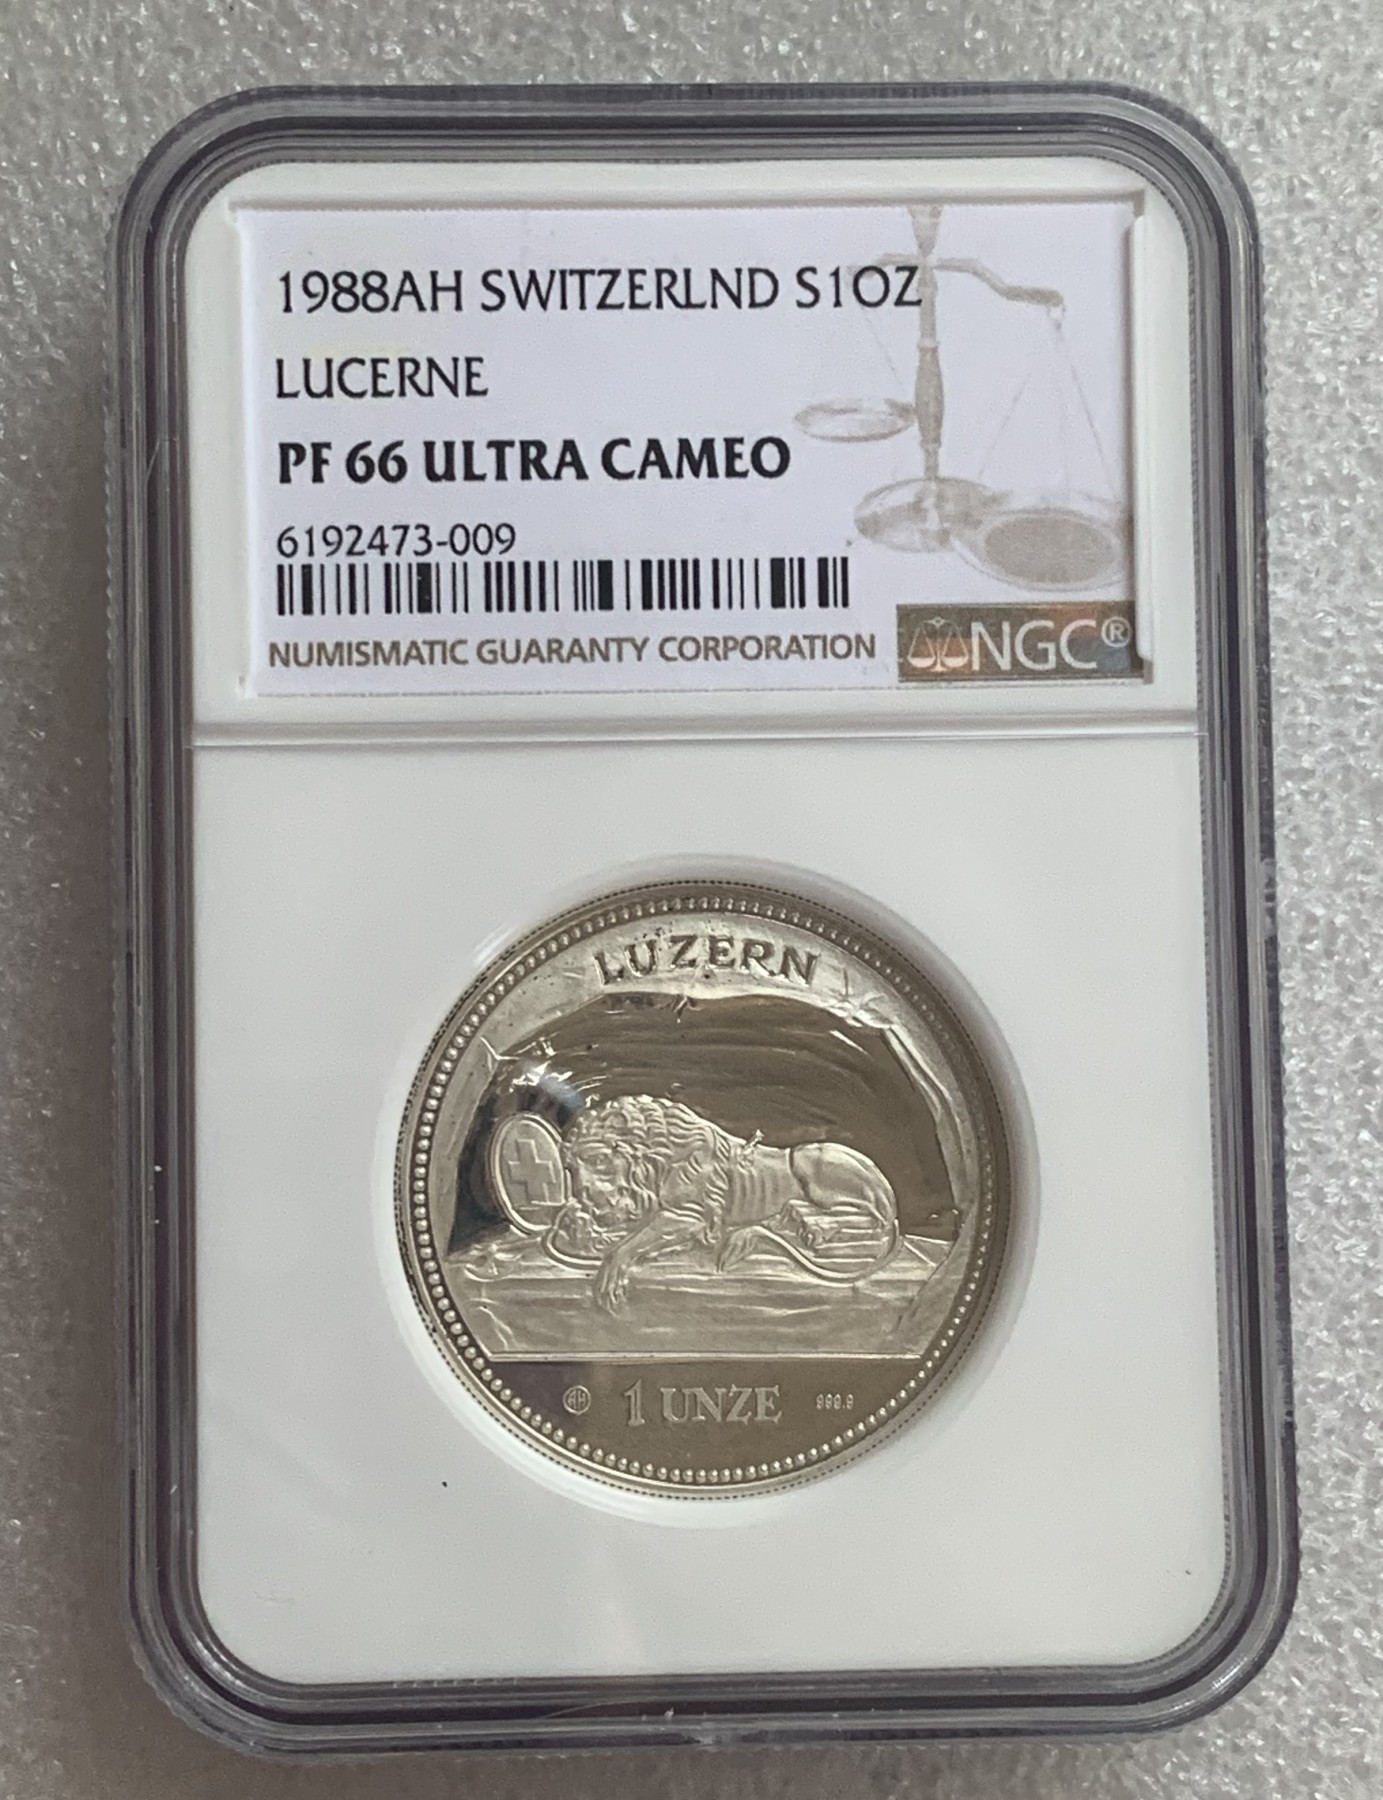 1988AH SWITZERLND S1OZ
LUCERNE
PF 66 ULTRA CAMEO
6192473-009
NUMISMATIC GUARANTY CORPORATION
NGC®
LUZERN
AH 1 UNZE 999.9